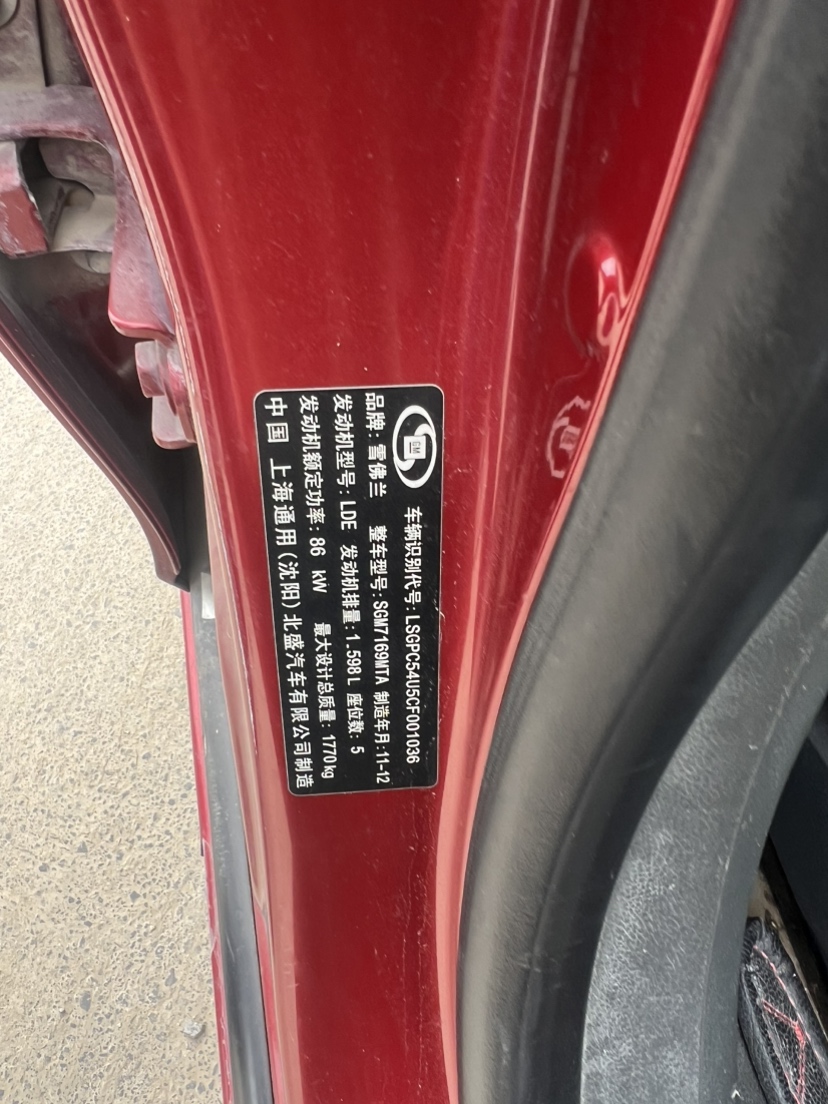 GM
车辆识别代号:LSGPC54U5CF001036
品牌:雪佛兰 整车型号:SGM7169MTA 制造年月:11-12
发动机型号:LDE 发动机排量:1.598L 座位数:5
发动机额定功率:86 kW 最大设计总质量:1770kg
中国 上海通用(沈阳)北盛汽车有限公司制造